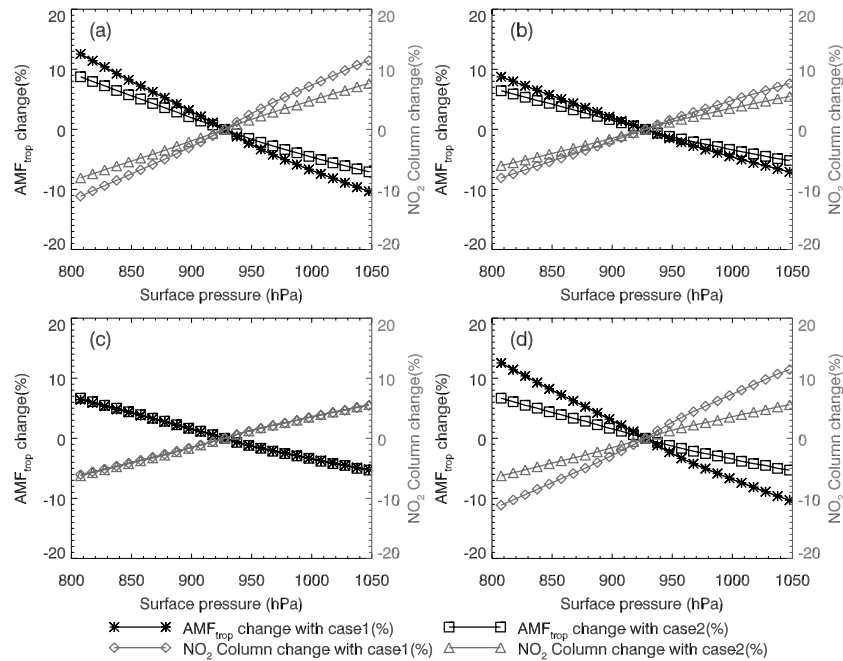 (a)
20
10
0
-10
-20
AMFtrop change(%)
20
10
0
-10
-20
NO2 Column change(%)
800 850 900 950 1000 1050
Surface pressure (hPa)
(b)
20
10
0
-10
-20
AMFtrop change(%)
20
10
0
-10
-20
NO2 Column change(%)
800 850 900 950 1000 1050
Surface pressure (hPa)
(c)
20
10
0
-10
-20
AMFtrop change(%)
20
10
0
-10
-20
NO2 Column change(%)
800 850 900 950 1000 1050
Surface pressure (hPa)
(d)
20
10
0
-10
-20
AMFtrop change(%)
20
10
0
-10
-20
NO2 Column change(%)
800 850 900 950 1000 1050
Surface pressure (hPa)
AMFtrop change with case1(%)
AMFtrop change with case2(%)
NO2 Column change with case1(%)
NO2 Column change with case2(%)